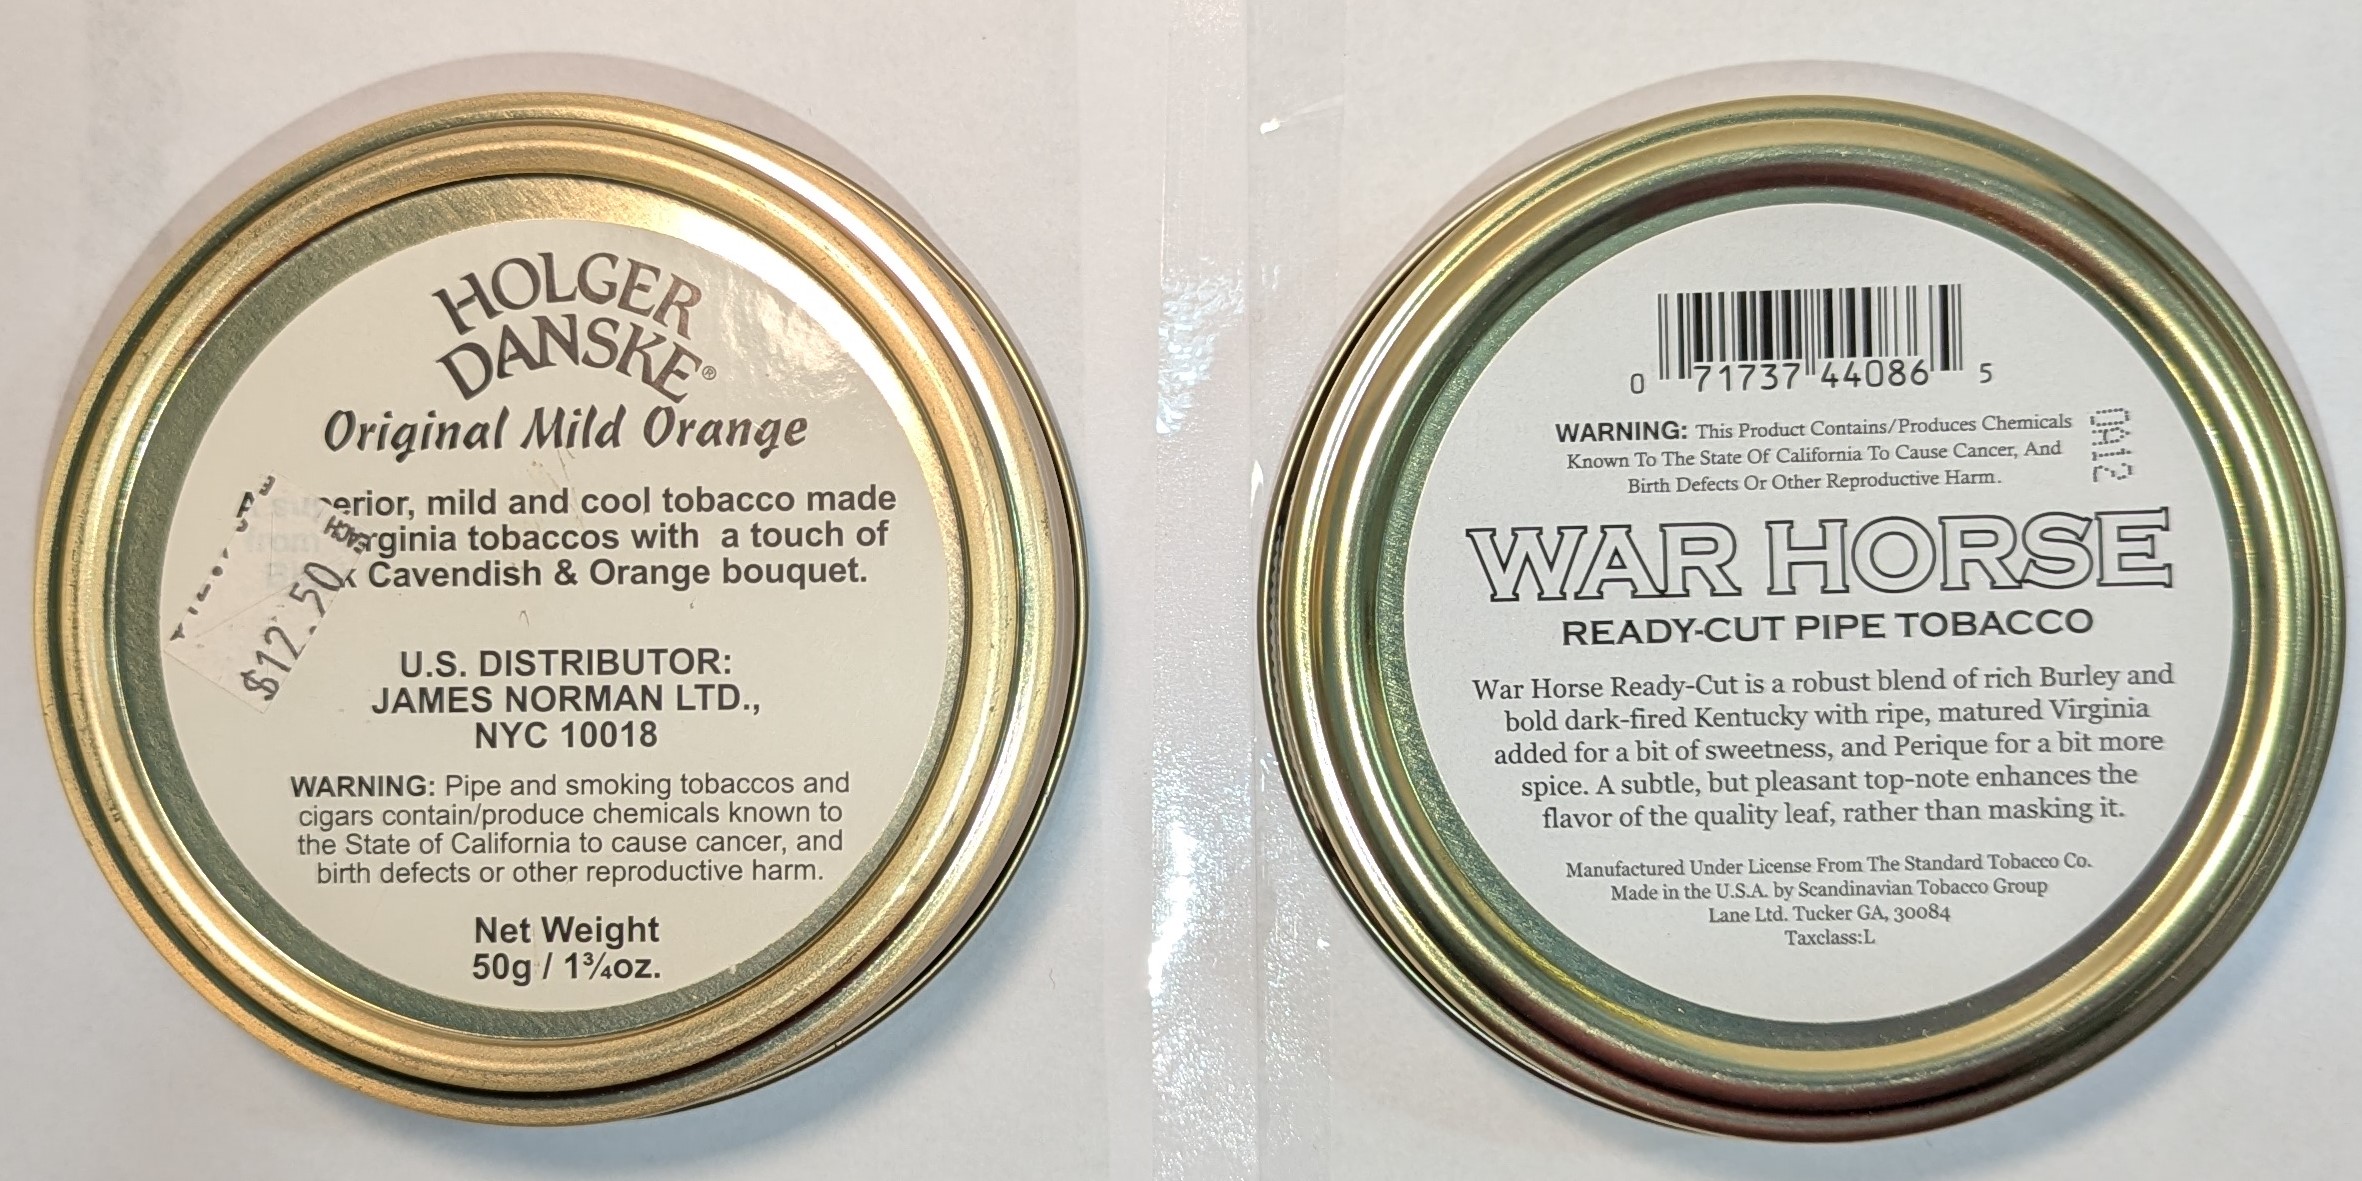 HOLGER
DANSKE®
Original Mild Orange
mild and cool tobacco made
tobaccos with a touch of
Cavendish & Orange bouquet.
EACH
$12.50
U.S. DISTRIBUTOR:
JAMES NORMAN LTD.,
NYC 10018
WARNING: Pipe and smoking tobaccos and
cigars contain/produce chemicals known to
the State of California to cause cancer, and
birth defects or other reproductive harm.
Net Weight
50g / 1¾oz.
0 71737 44086 5
WARNING: This Product Contains/Produces Chemicals
Known To The State Of California To Cause Cancer, And
Birth Defects Or Other Reproductive Harm.
WAR HORSE
READY-CUT PIPE TOBACCO
War Horse Ready-Cut is a robust blend of rich Burley and
bold dark-fired Kentucky with ripe, matured Virginia
added for a bit of sweetness, and Perique for a bit more
spice. A subtle, but pleasant top-note enhances the
flavor of the quality leaf, rather than masking it.
Manufactured Under License From The Standard Tobacco Co.
Made in the U.S.A. by Scandinavian Tobacco Group
Lane Ltd. Tucker GA, 30084
Taxclass:L